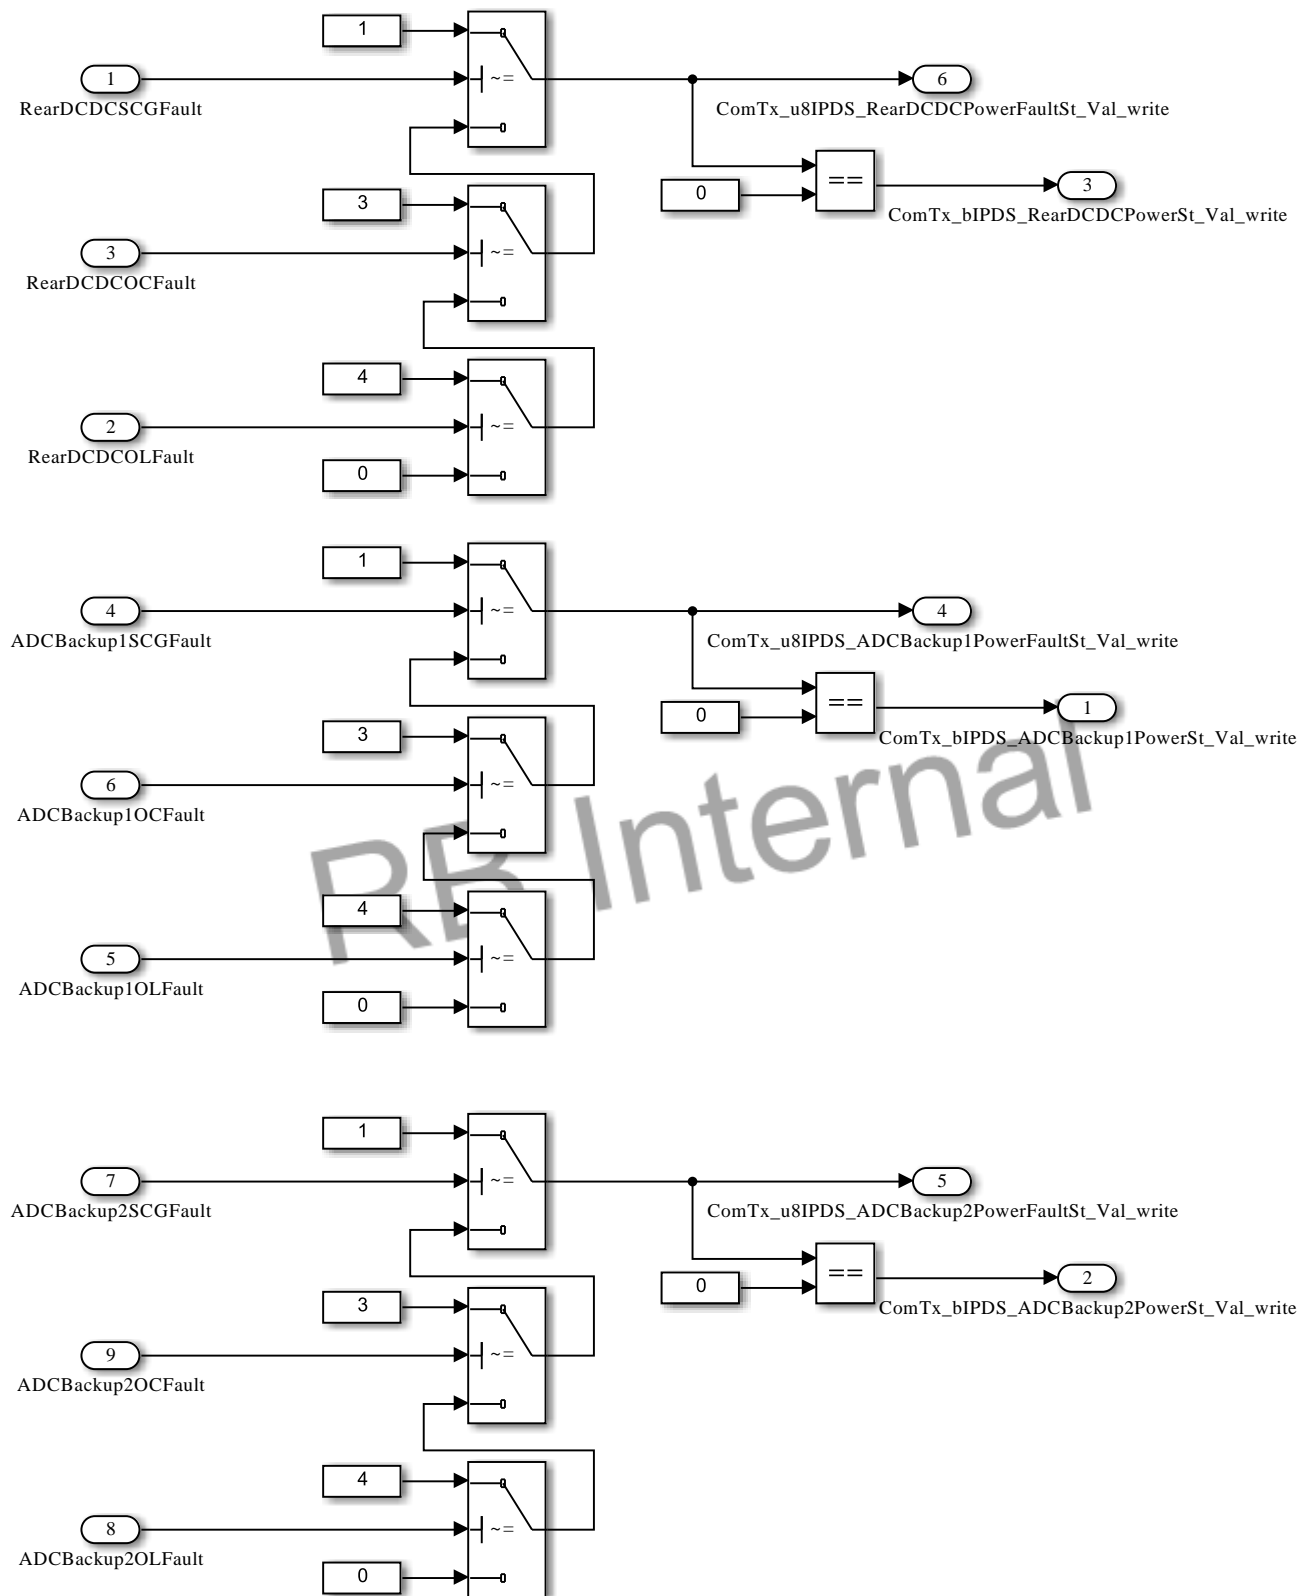 1
1
~=
6
RearDCDCSCGFault
ComTx_u8IPDS_RearDCDCPowerFaultSt_Val_write
0
==
3
ComTx_bIPDS_RearDCDCPowerSt_Val_write
3
3
~=
RearDCDCOCFault
4
2
~=
RearDCDCOLFault
0
1
4
~=
4
ADCBackup1SCGFault
ComTx_u8IPDS_ADCBackup1PowerFaultSt_Val_write
0
==
1
ComTx_bIPDS_ADCBackup1PowerSt_Val_write
3
6
~=
ADCBackup1OCFault
RB Internal
4
5
~=
ADCBackup1OLFault
0
1
7
~=
5
ADCBackup2SCGFault
ComTx_u8IPDS_ADCBackup2PowerFaultSt_Val_write
0
==
2
ComTx_bIPDS_ADCBackup2PowerSt_Val_write
3
9
~=
ADCBackup2OCFault
4
8
~=
ADCBackup2OLFault
0